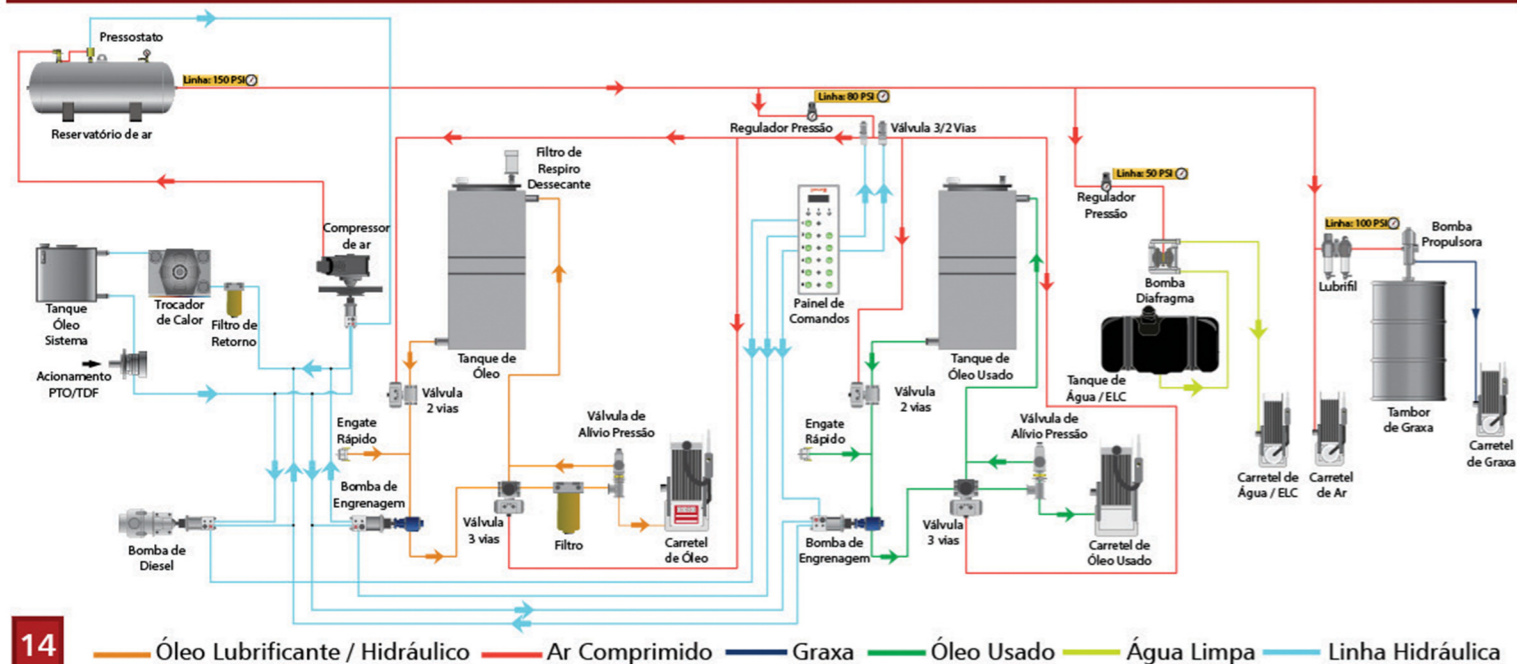 Pressostato
Linha: 150 PSI
Reservatório de ar
Linha: 80 PSI
Regulador Pressão
Válvula 3/2 Vias
Filtro de
Respiro
Dessecante
Linha: 50 PSI
Regulador
Pressão
Compressor
de ar
Linha: 100 PSI
Bomba
Propulsora
Lubrifil
Tanque
Óleo
Sistema
Trocador
de Calor
Filtro de
Retorno
Painel de
Comandos
Bomba
Diafragma
Acionamento
PTO/TDF
Tanque de
Óleo
Válvula
2 vias
Tanque de
Óleo Usado
Válvula
2 vias
Tanque de
Água / ELC
Tambor
de Graxa
Engate
Rápido
Válvula de
Alívio Pressão
Engate
Rápido
Válvula de
Alívio Pressão
Carretel de
Água / ELC
Carretel
de Ar
Carretel
de Graxa
Bomba de
Engrenagem
Bomba de
Diesel
Válvula
3 vias
Filtro
Carretel
de Óleo
Bomba de
Engrenagem
Válvula
3 vias
Carretel de
Óleo Usado
14
Óleo Lubrificante / Hidráulico
Ar Comprimido
Graxa
Óleo Usado
Água Limpa
Linha Hidráulica